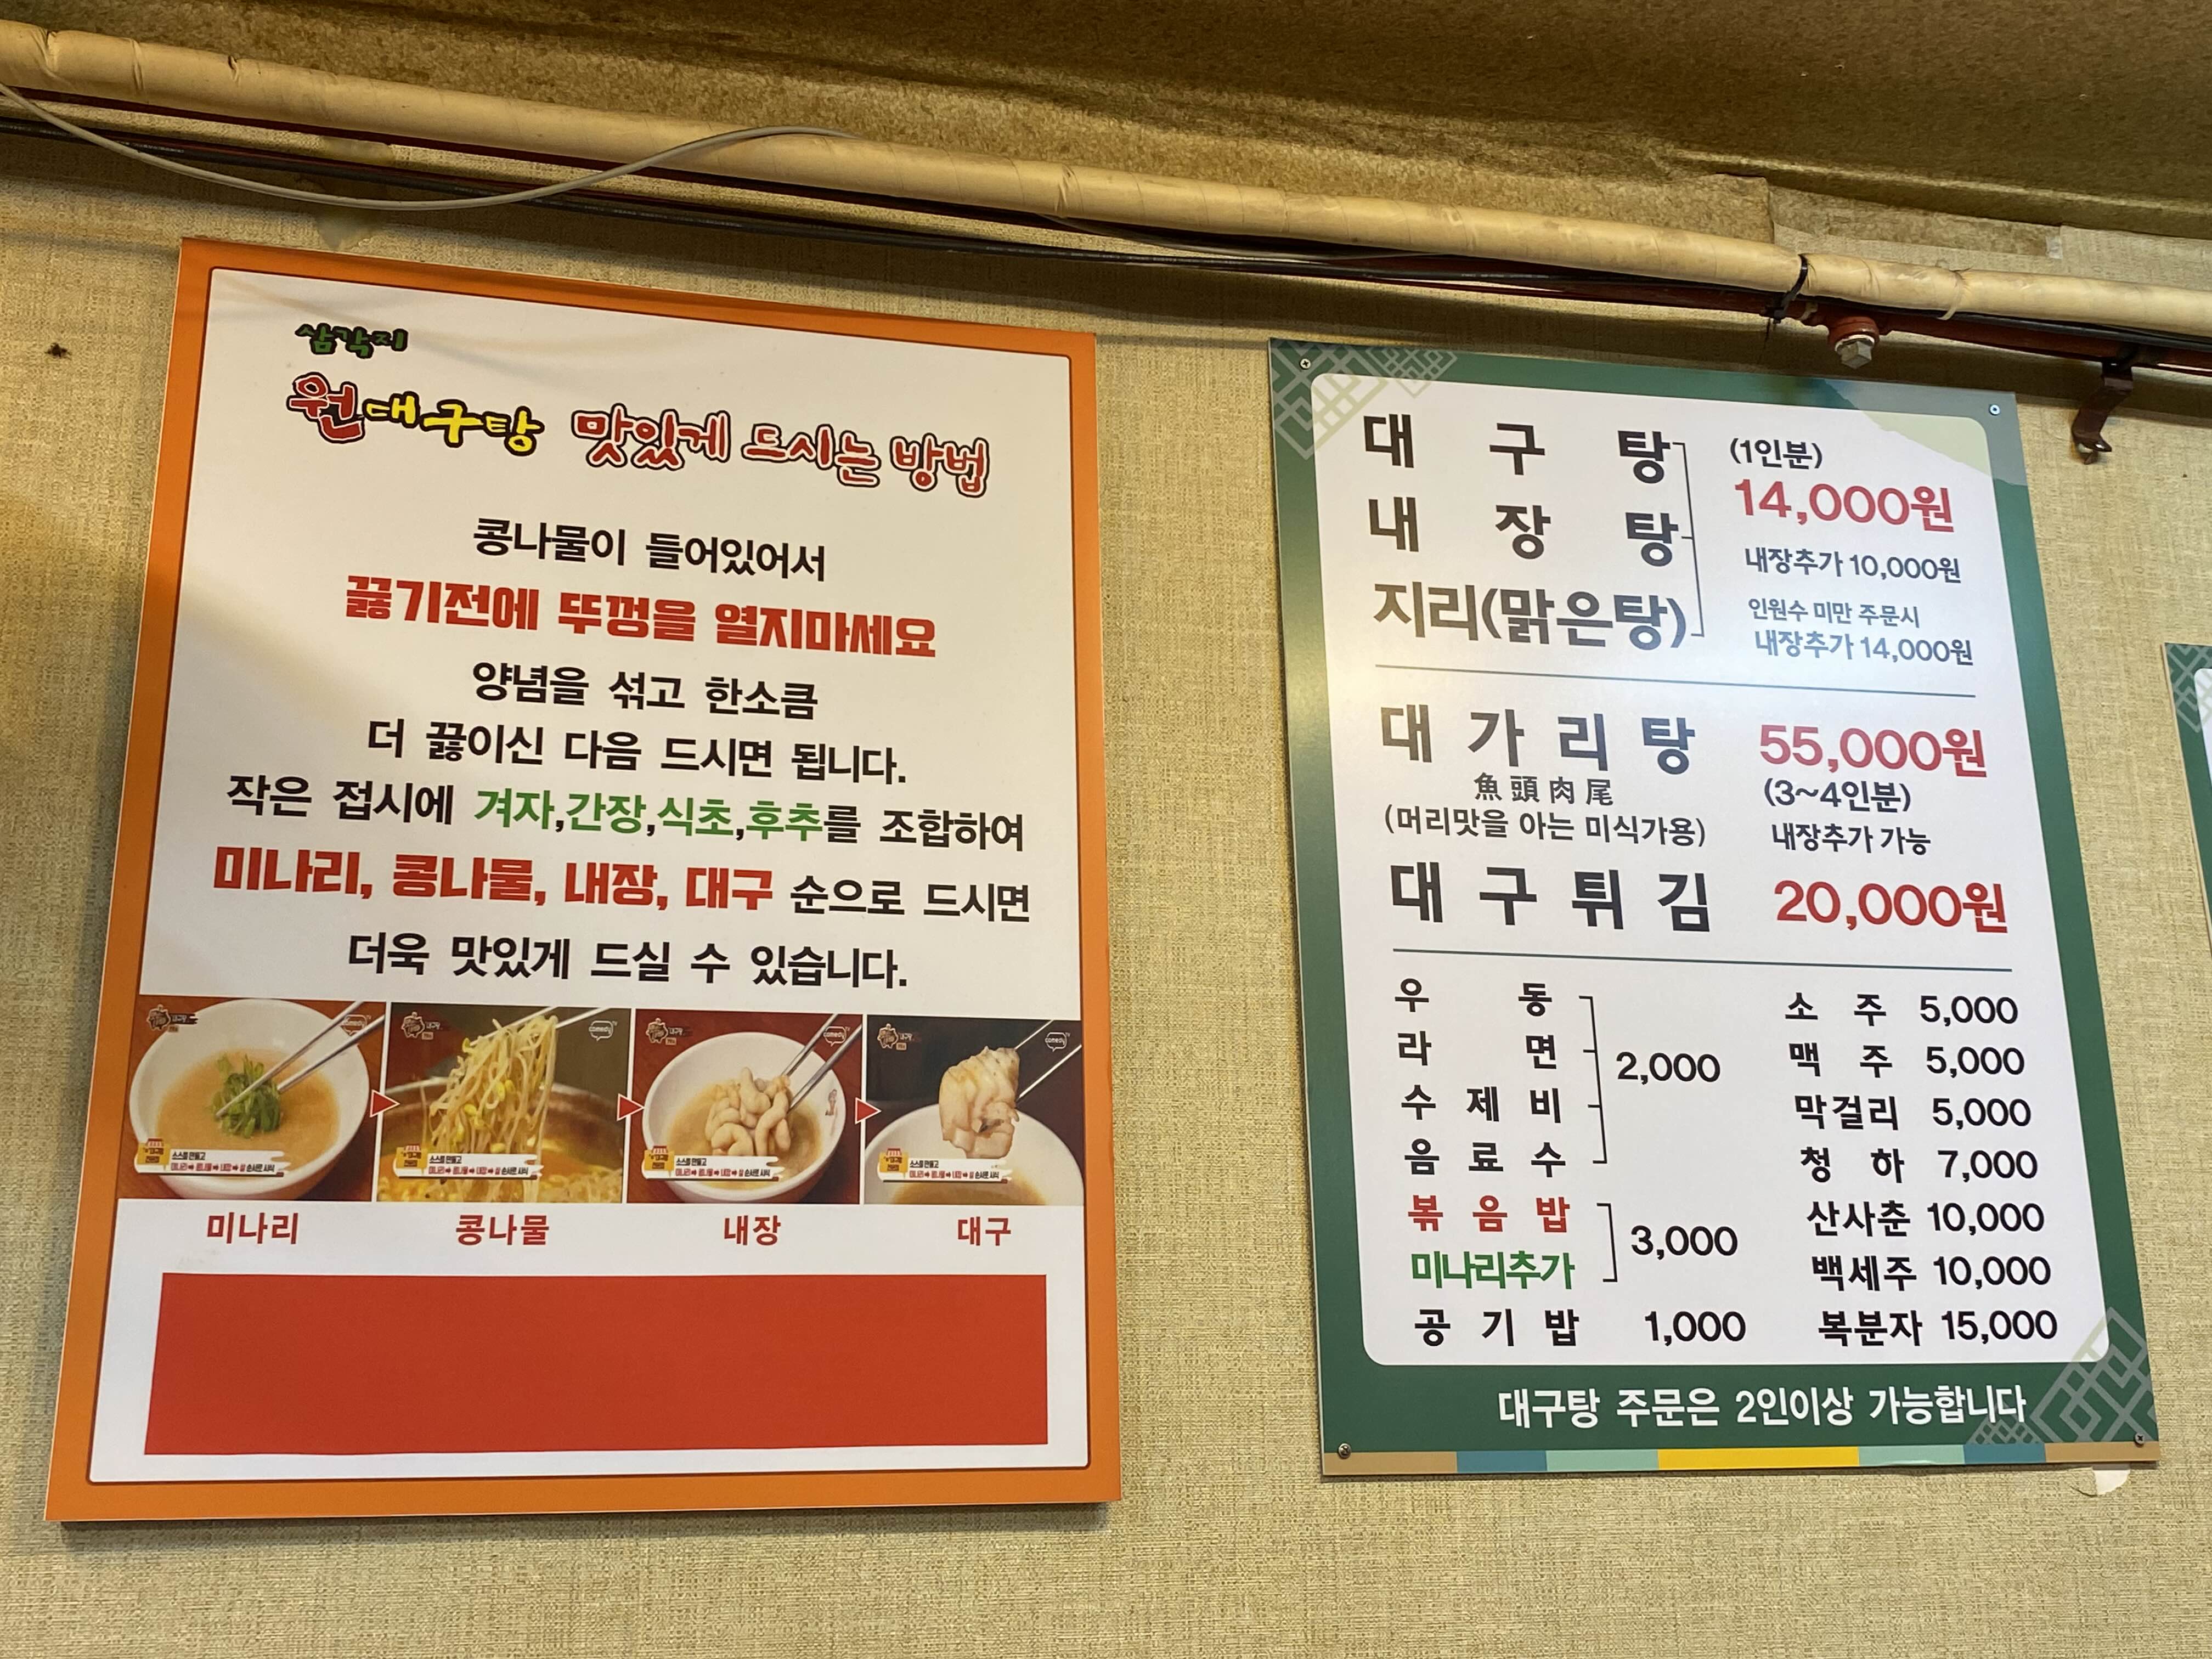 삼각지
원대구탕 맛있게 드시는 방법
콩나물이 들어있어서
끓기전에 뚜껑을 열지마세요
양념을 섞고 한소큼
더 끓이신 다음 드시면 됩니다.
작은 접시에 겨자,간장,식초,후추를 조합하여
미나리, 콩나물, 내장, 대구 순으로 드시면
더욱 맛있게 드실 수 있습니다.
미나리 콩나물 내장 대구
대구탕 (1인분)
14,000원
내장탕
내장추가 10,000원
지리(맑은탕)
인원수 미만 주문시
내장추가 14,000원
대가리탕 55,000원
魚頭肉尾
(3~4인분)
(머리맛을 아는 미식가용)
내장추가 가능
대구튀김 20,000원
우동
라면
수제비
음료수
2,000
볶음밥
미나리추가
3,000
공기밥 1,000
소주 5,000
맥주 5,000
막걸리 5,000
청하 7,000
산사춘 10,000
백세주 10,000
복분자 15,000
대구탕 주문은 2인이상 가능합니다